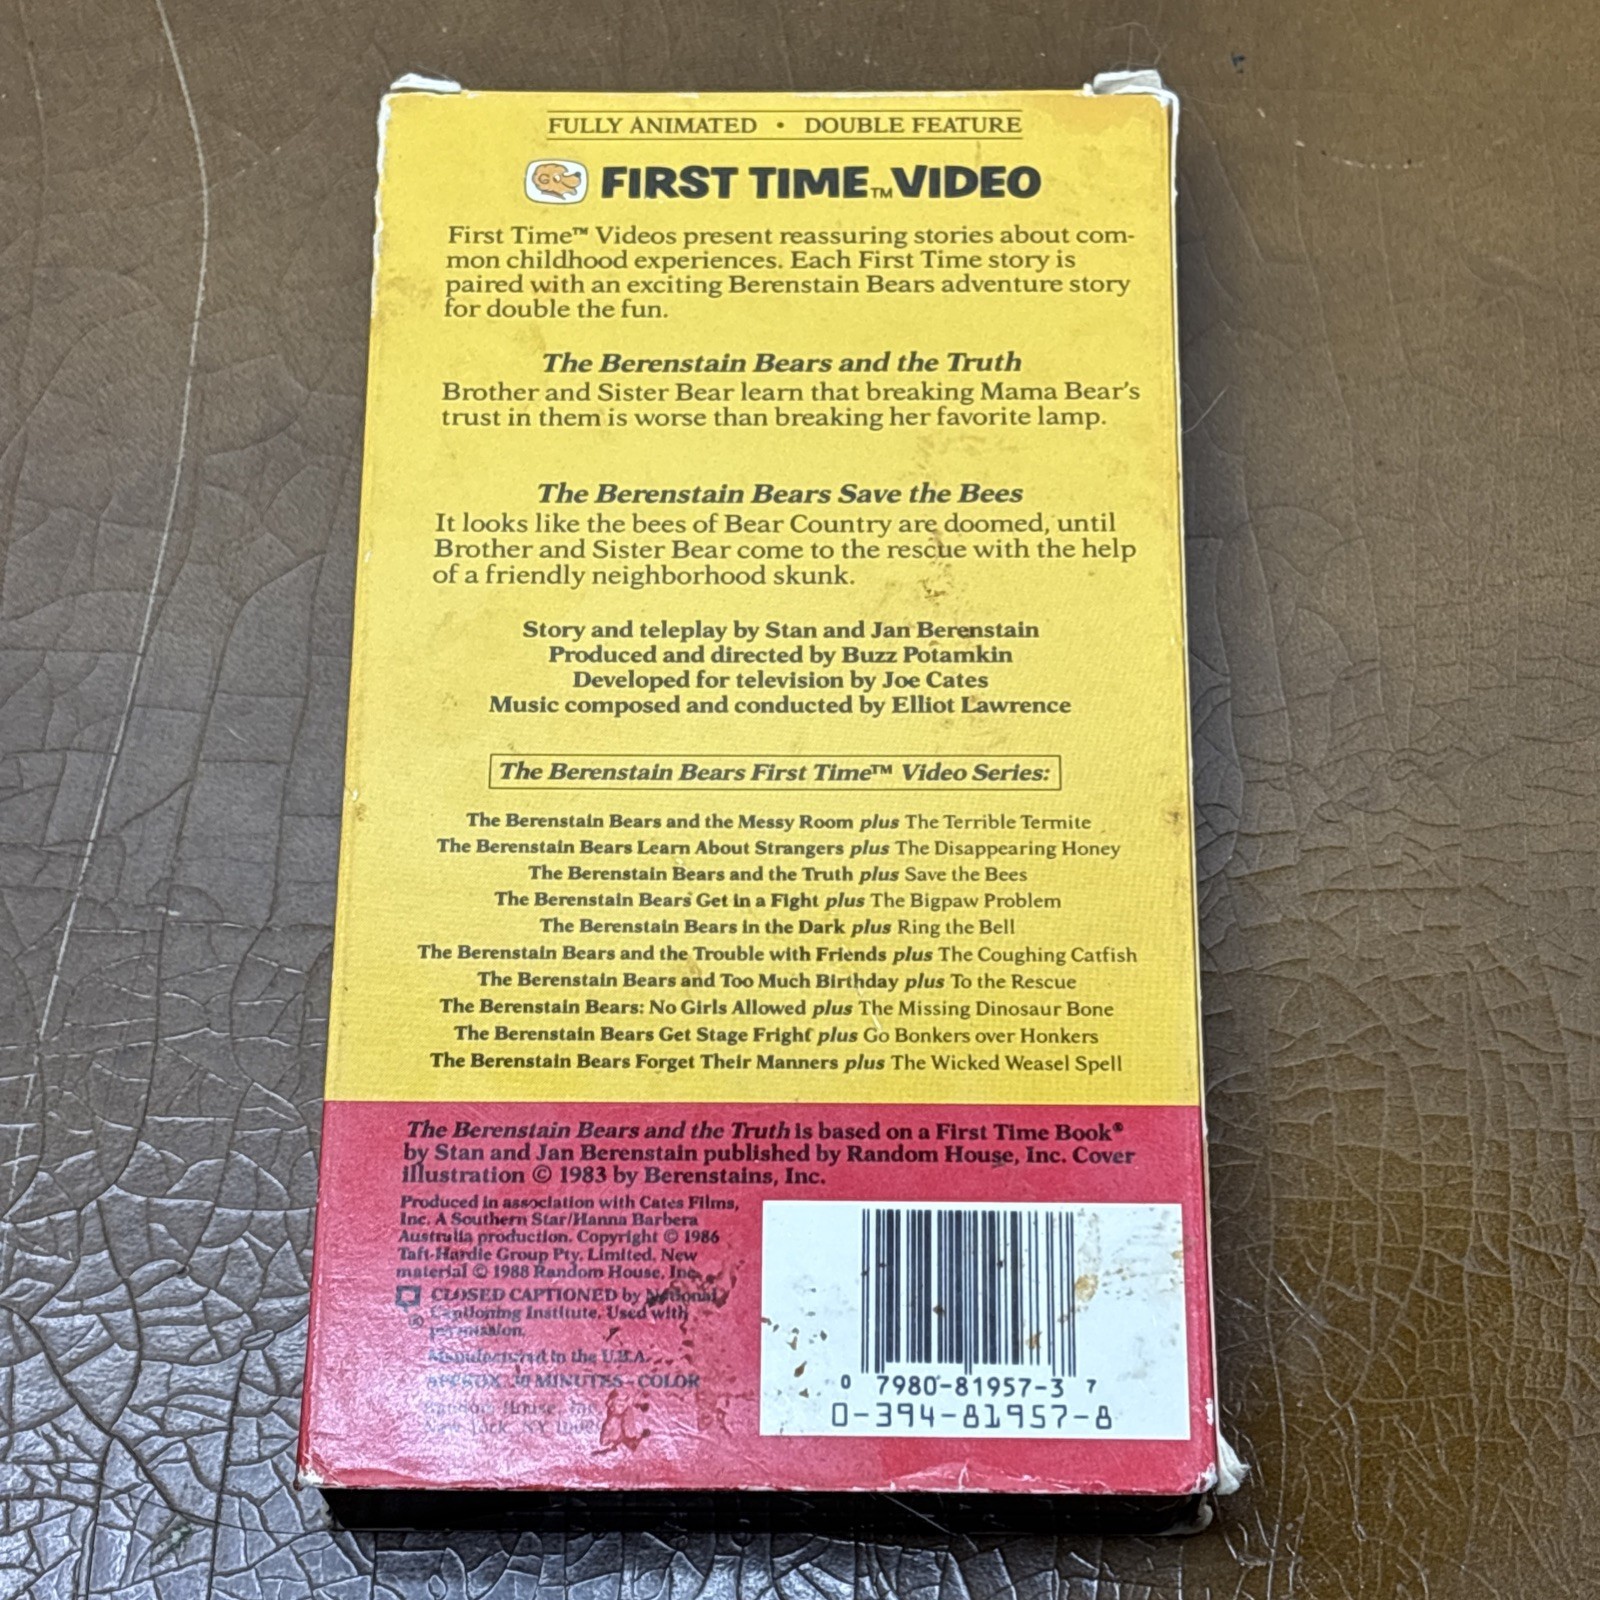 FULLY ANIMATED • DOUBLE FEATURE
FIRST TIME™ VIDEO
First Time™ Videos present reassuring stories about com-
mon childhood experiences. Each First Time story is
paired with an exciting Berenstain Bears adventure story
for double the fun.
The Berenstain Bears and the Truth
Brother and Sister Bear learn that breaking Mama Bear's
trust in them is worse than breaking her favorite lamp.
The Berenstain Bears Save the Bees
It looks like the bees of Bear Country are doomed, until
Brother and Sister Bear come to the rescue with the help
of a friendly neighborhood skunk.
Story and teleplay by Stan and Jan Berenstain
Produced and directed by Buzz Potamkin
Developed for television by Joe Cates
Music composed and conducted by Elliot Lawrence
The Berenstain Bears First Time™ Video Series:
The Berenstain Bears and the Messy Room plus The Terrible Termite
The Berenstain Bears Learn About Strangers plus The Disappearing Honey
The Berenstain Bears and the Truth plus Save the Bees
The Berenstain Bears Get in a Fight plus The Bigpaw Problem
The Berenstain Bears in the Dark plus Ring the Bell
The Berenstain Bears and the Trouble with Friends plus The Coughing Catfish
The Berenstain Bears and Too Much Birthday plus To the Rescue
The Berenstain Bears: No Girls Allowed plus The Missing Dinosaur Bone
The Berenstain Bears Get Stage Fright plus Go Bonkers over Honkers
The Berenstain Bears Forget Their Manners plus The Wicked Weasel Spell
The Berenstain Bears and the Truth is based on a First Time Book®
by Stan and Jan Berenstain published by Random House, Inc. Cover
illustration © 1983 by Berenstains, Inc.
Produced in association with Cates Films,
Inc. A Southern Star/Hanna Barbera
Australia production. Copyright © 1986
Taft-Hardie Group Pty. Limited. New
material © 1988 Random House, Inc.
CLOSED CAPTIONED by National
® Captioning Institute. Used with
permission.
Manufactured in the U.S.A.
APPROX. 30 MINUTES - COLOR
Random House, Inc.
New York, NY
0 7980-81957-3 7
0-394-81957-8